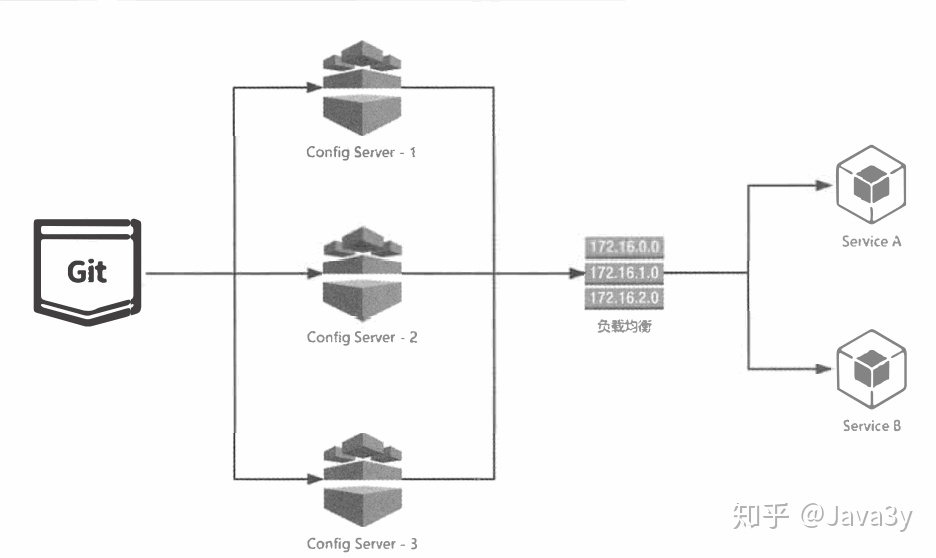 Config Server - 1
Git
Config Server - 2
Config Server - 3
172.16.0.0
172.16.1.0
172.16.2.0
负载均衡
Service A
Service B
知乎 @Java3y